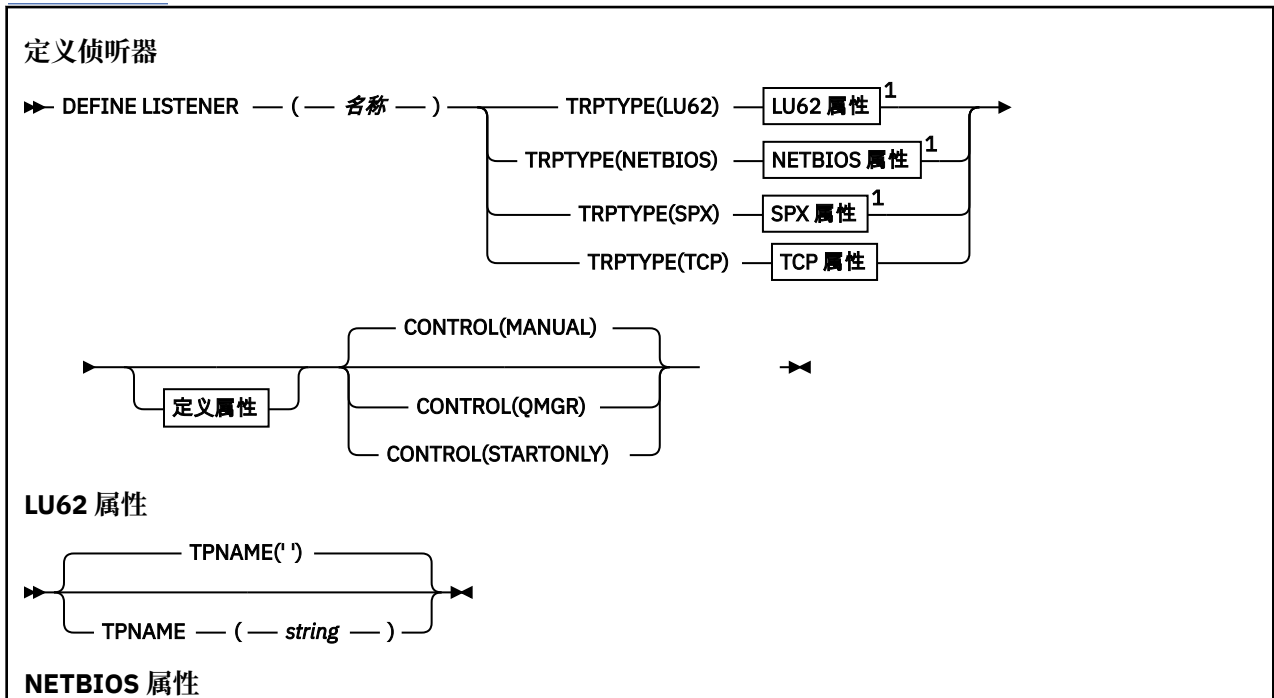 定义侦听器
DEFINE LISTENER ( 名称 ) TRPTYPE(LU62) LU62 属性 1
TRPTYPE(NETBIOS) NETBIOS 属性 1
TRPTYPE(SPX) SPX 属性 1
TRPTYPE(TCP) TCP 属性
CONTROL(MANUAL)
定义属性 CONTROL(QMGR)
CONTROL(STARTONLY)
LU62 属性
TPNAME(' ')
TPNAME ( string )
NETBIOS 属性